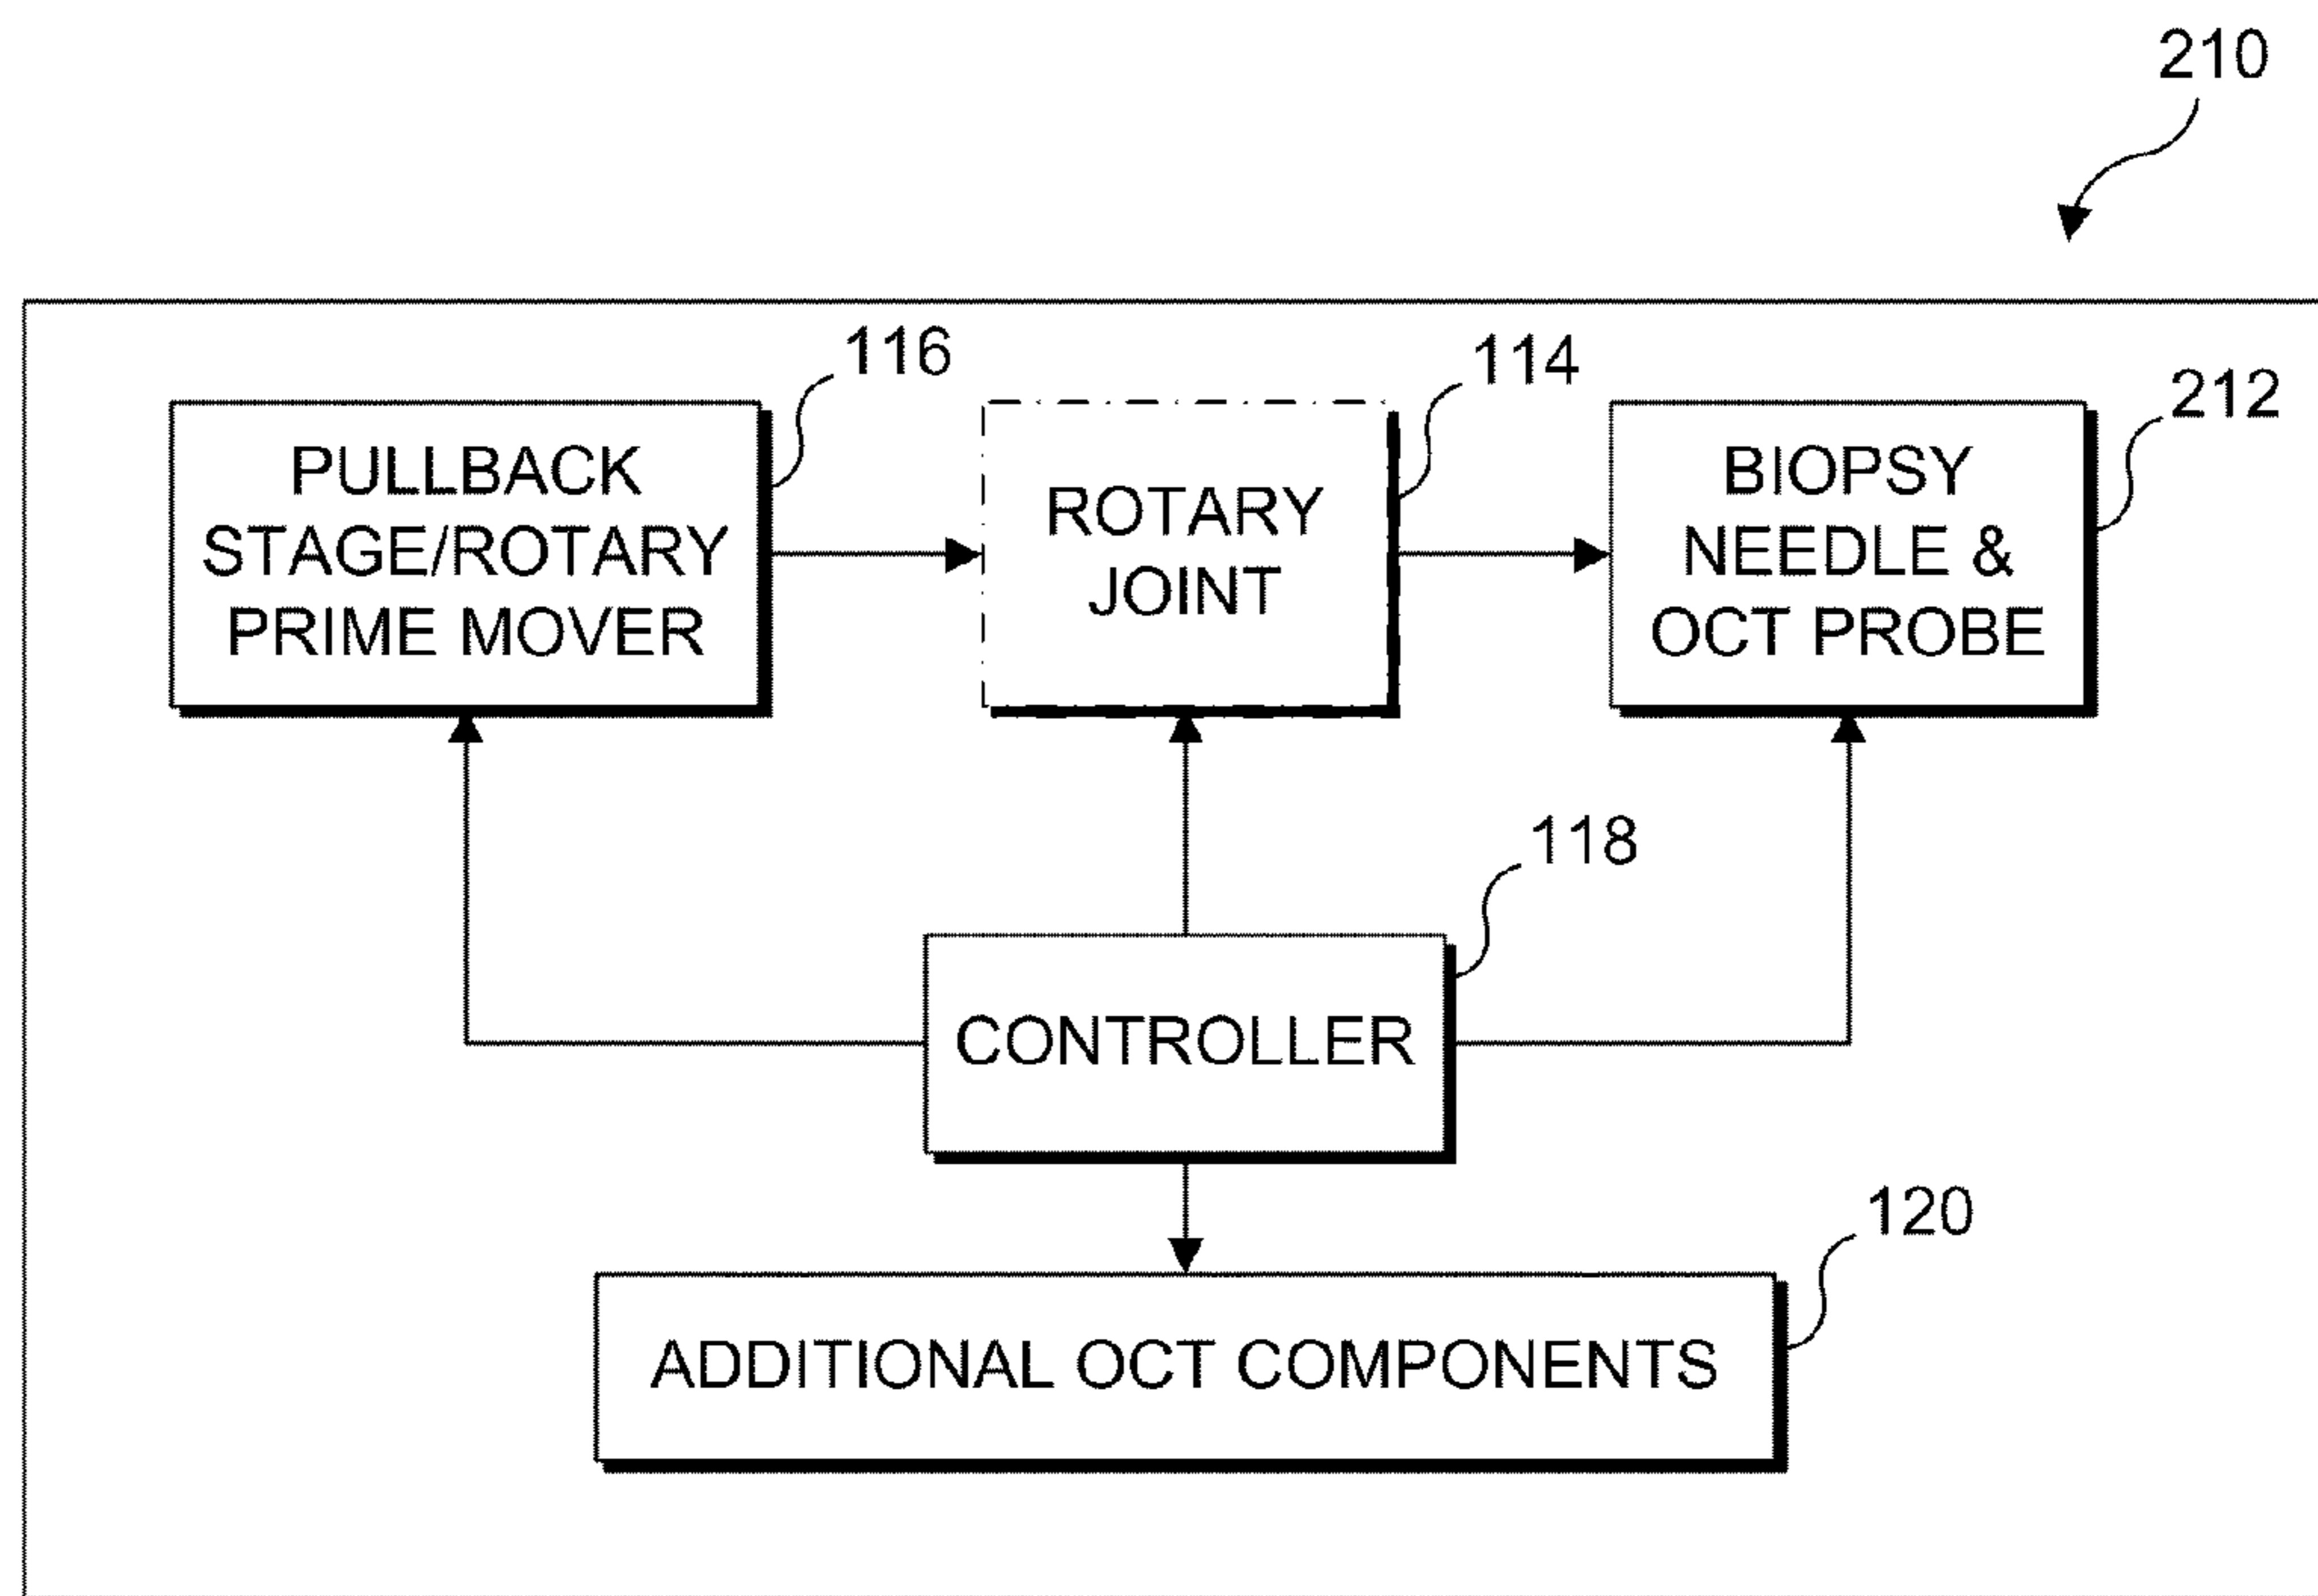 210
116
114
212
PULLBACK
STAGE/ROTARY
PRIME MOVER
ROTARY
JOINT
BIOPSY
NEEDLE &
OCT PROBE
118
CONTROLLER
120
ADDITIONAL OCT COMPONENTS